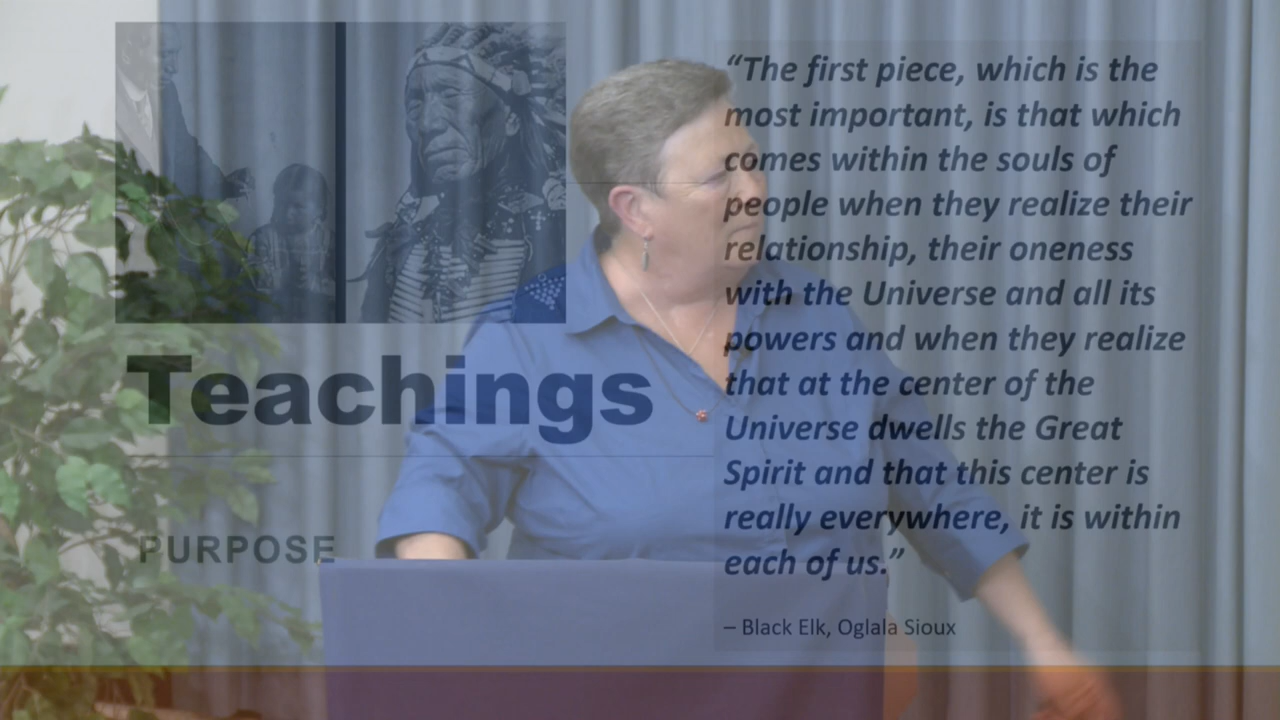 Teachings
PURPOSE
“The first piece, which is the
most important, is that which
comes within the souls of
people when they realize their
relationship, their oneness
with the Universe and all its
powers and when they realize
that at the center of the
Universe dwells the Great
Spirit and that this center is
really everywhere, it is within
each of us.”
– Black Elk, Oglala Sioux